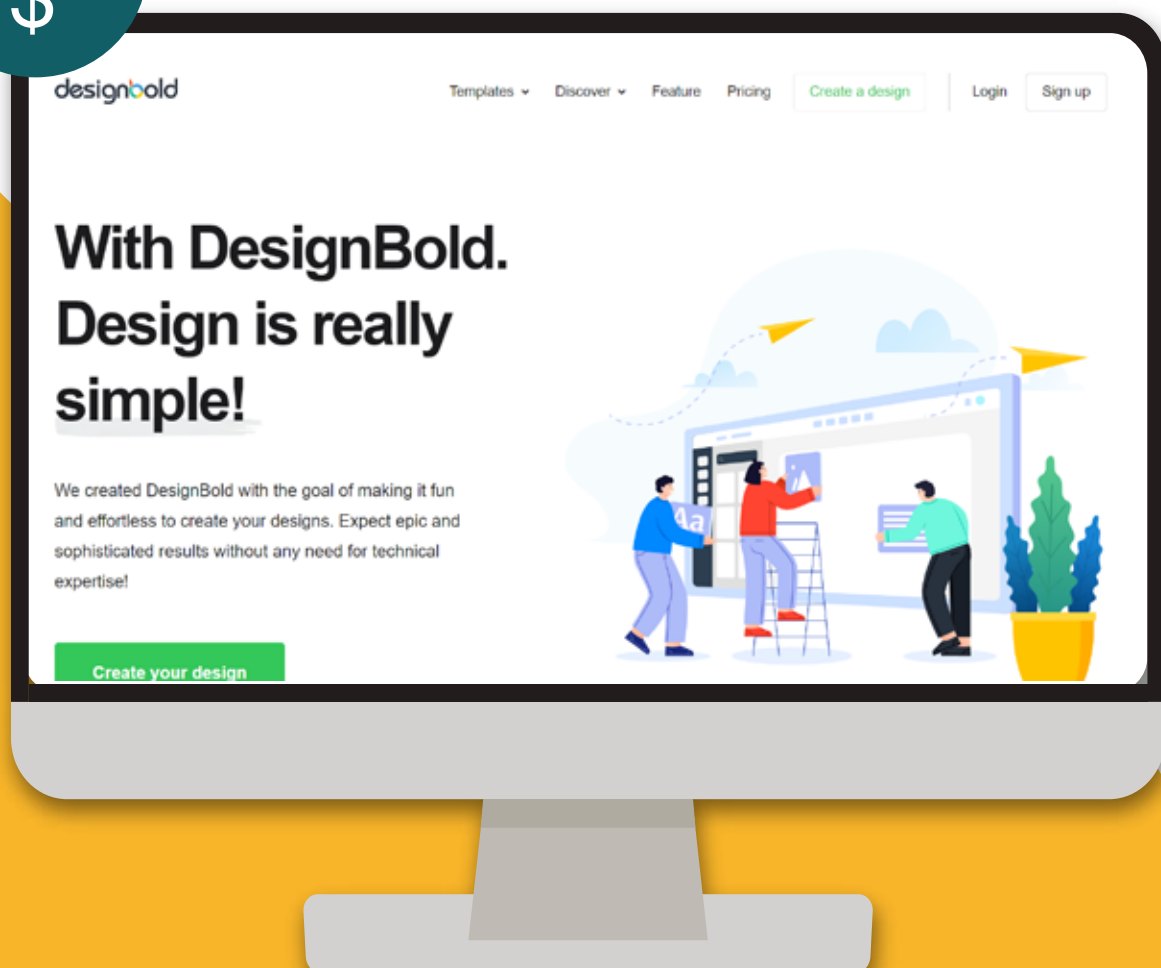 $
designbold
Templates Discover Feature Pricing Create a design Login Sign up
With DesignBold.
Design is really
simple!
We created DesignBold with the goal of making it fun
and effortless to create your designs. Expect epic and
sophisticated results without any need for technical
expertise!
Aa
Create your design